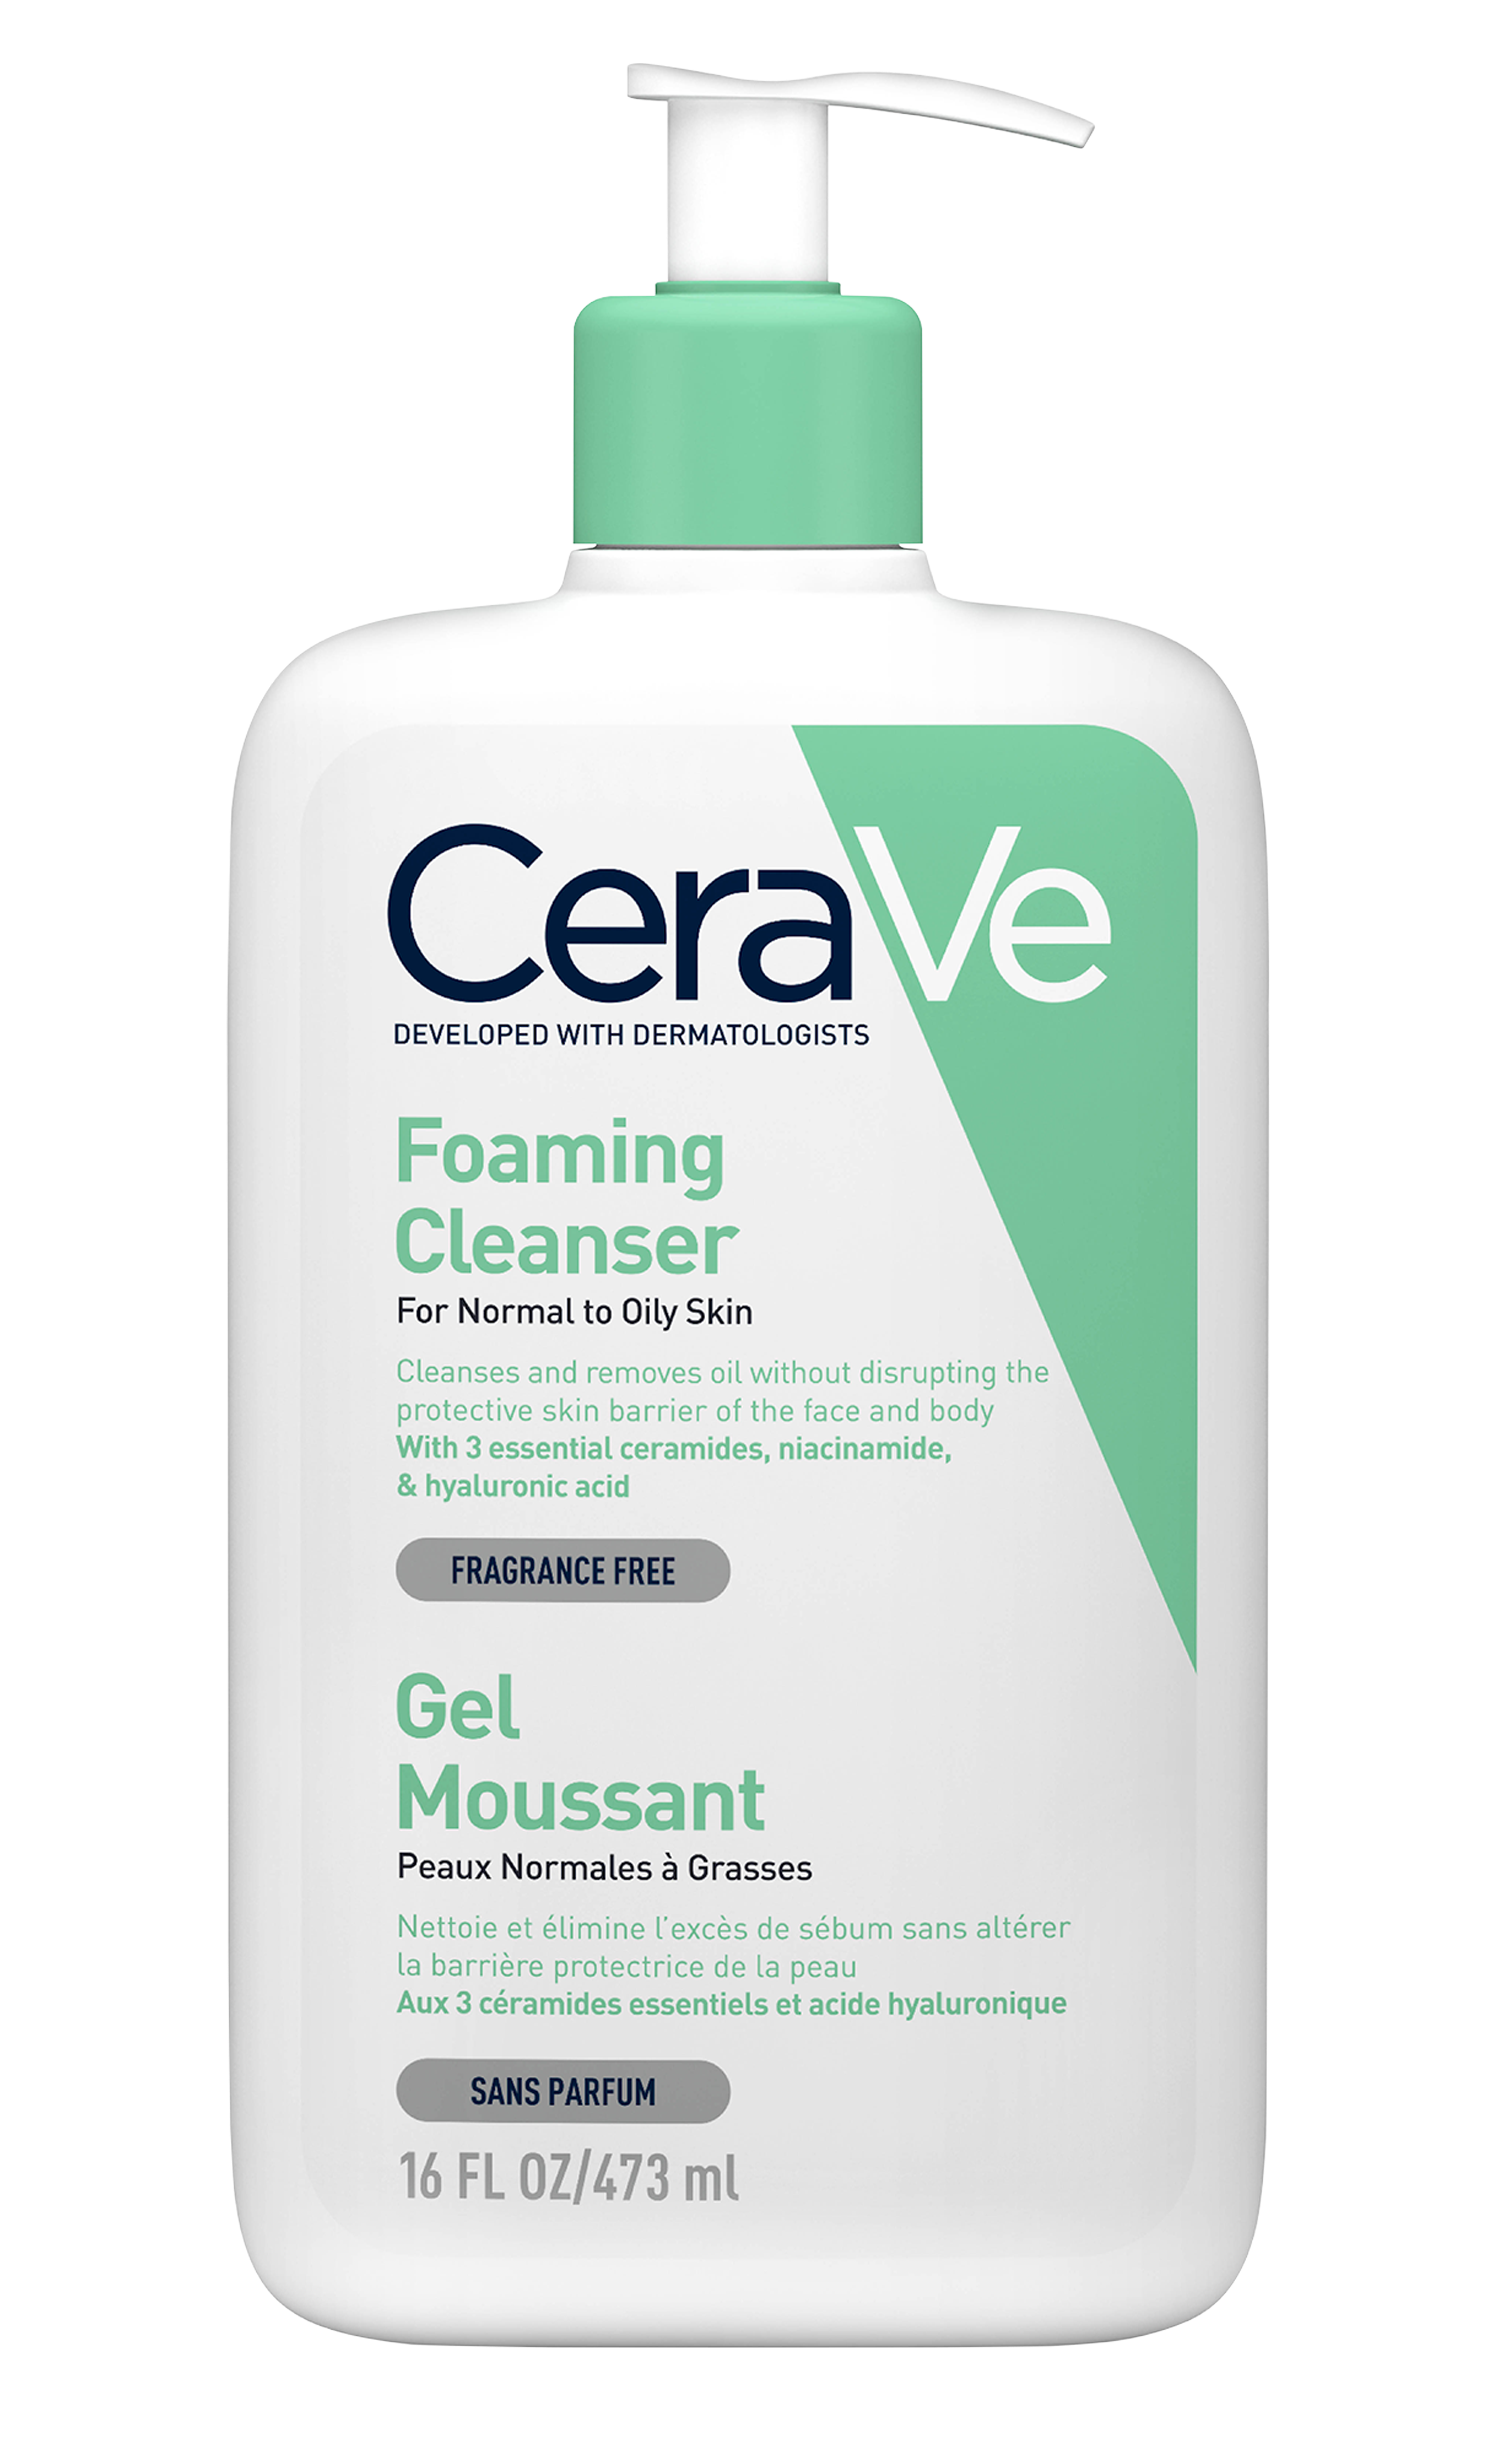 CeraVe
DEVELOPED WITH DERMATOLOGISTS
Foaming
Cleanser
For Normal to Oily Skin
Cleanses and removes oil without disrupting the
protective skin barrier of the face and body
With 3 essential ceramides, niacinamide,
& hyaluronic acid
FRAGRANCE FREE
Gel
Moussant
Peaux Normales à Grasses
Nettoie et élimine l'excès de sébum sans altérer
la barrière protectrice de la peau
Aux 3 céramides essentiels et acide hyaluronique
SANS PARFUM
16 FL OZ/473 ml